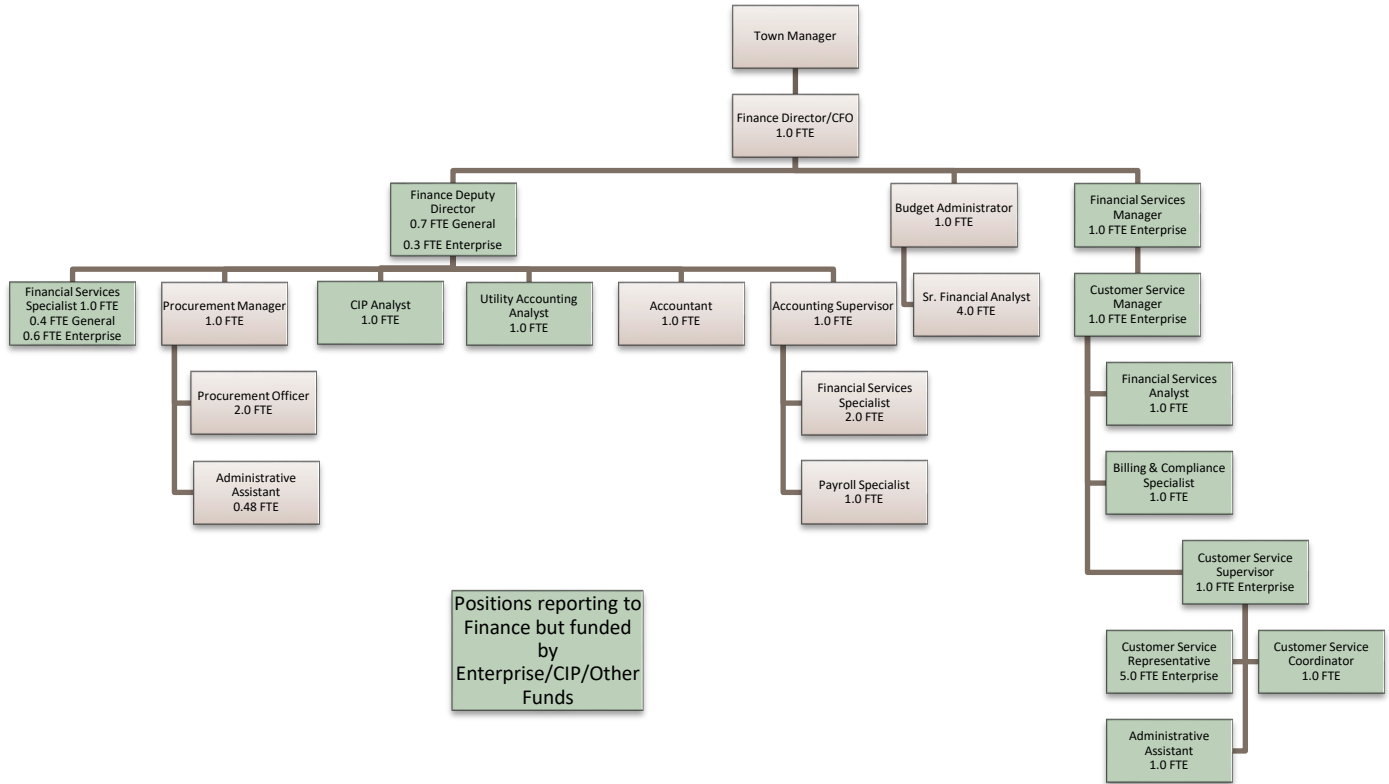 Town Manager
Finance Director/CFO
1.0 FTE
Finance Deputy
Director
0.7 FTE General
0.3 FTE Enterprise
Budget Administrator
1.0 FTE
Financial Services
Manager
1.0 FTE Enterprise
Financial Services
Specialist 1.0 FTE
0.4 FTE General
0.6 FTE Enterprise
Procurement Manager
1.0 FTE
CIP Analyst
1.0 FTE
Utility Accounting
Analyst
1.0 FTE
Accountant
1.0 FTE
Accounting Supervisor
1.0 FTE
Sr. Financial Analyst
4.0 FTE
Customer Service
Manager
1.0 FTE Enterprise
Procurement Officer
2.0 FTE
Financial Services
Specialist
2.0 FTE
Financial Services
Analyst
1.0 FTE
Administrative
Assistant
0.48 FTE
Payroll Specialist
1.0 FTE
Billing & Compliance
Specialist
1.0 FTE
Customer Service
Supervisor
1.0 FTE Enterprise
Positions reporting to
Finance but funded
by
Enterprise/CIP/Other
Funds
Customer Service
Representative
5.0 FTE Enterprise
Customer Service
Coordinator
1.0 FTE
Administrative
Assistant
1.0 FTE